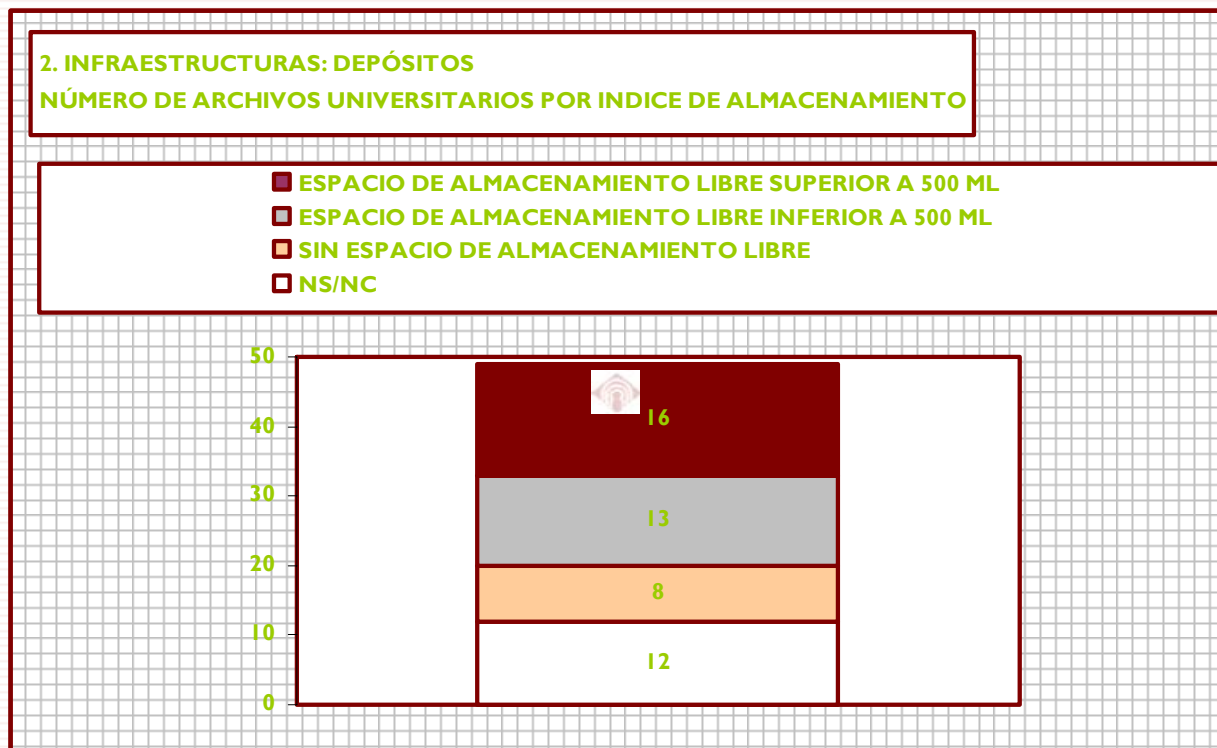 2. INFRAESTRUCTURAS: DEPÓSITOS
NÚMERO DE ARCHIVOS UNIVERSITARIOS POR INDICE DE ALMACENAMIENTO
ESPACIO DE ALMACENAMIENTO LIBRE SUPERIOR A 500 ML
ESPACIO DE ALMACENAMIENTO LIBRE INFERIOR A 500 ML
SIN ESPACIO DE ALMACENAMIENTO LIBRE
NS/NC
50
40
30
20
10
0
16
13
8
12